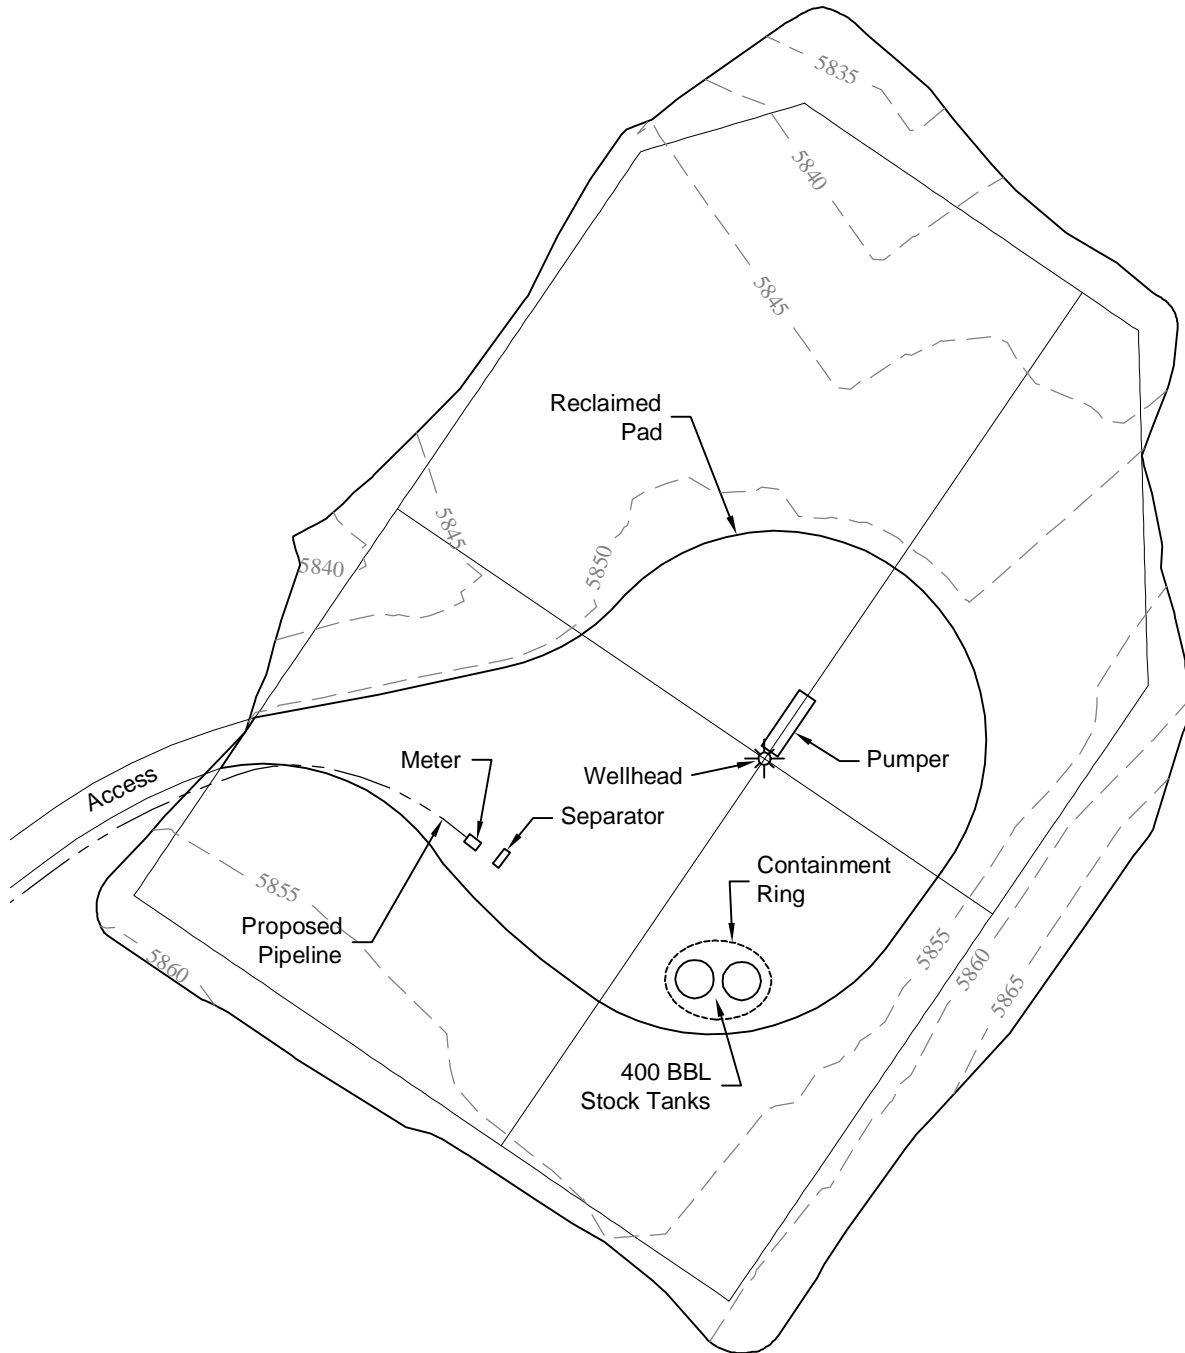 5835
5840
5845
Reclaimed
Pad
5845
5850
5840
Meter
Wellhead
Pumper
Access
Separator
Containment
Ring
5855
Proposed
Pipeline
5855
5860
5860
5865
400 BBL
Stock Tanks